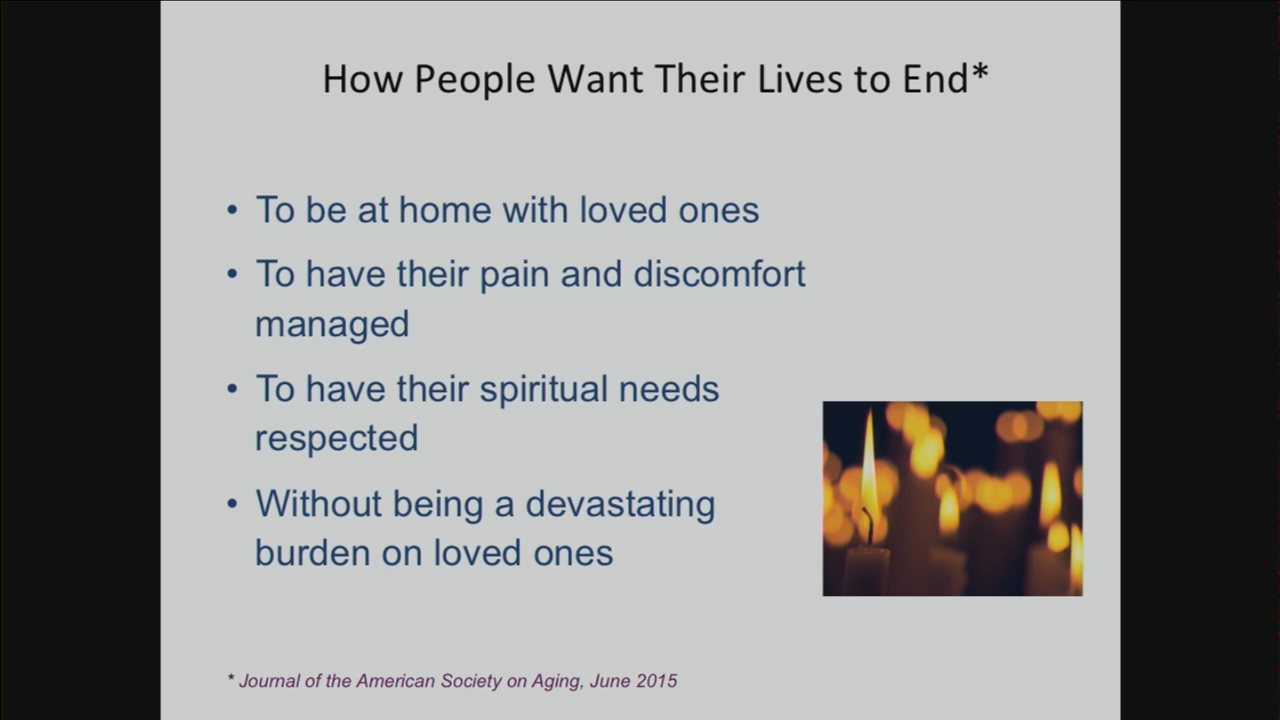 How People Want Their Lives to End*
• To be at home with loved ones
• To have their pain and discomfort
managed
• To have their spiritual needs
respected
• Without being a devastating
burden on loved ones
* Journal of the American Society on Aging, June 2015